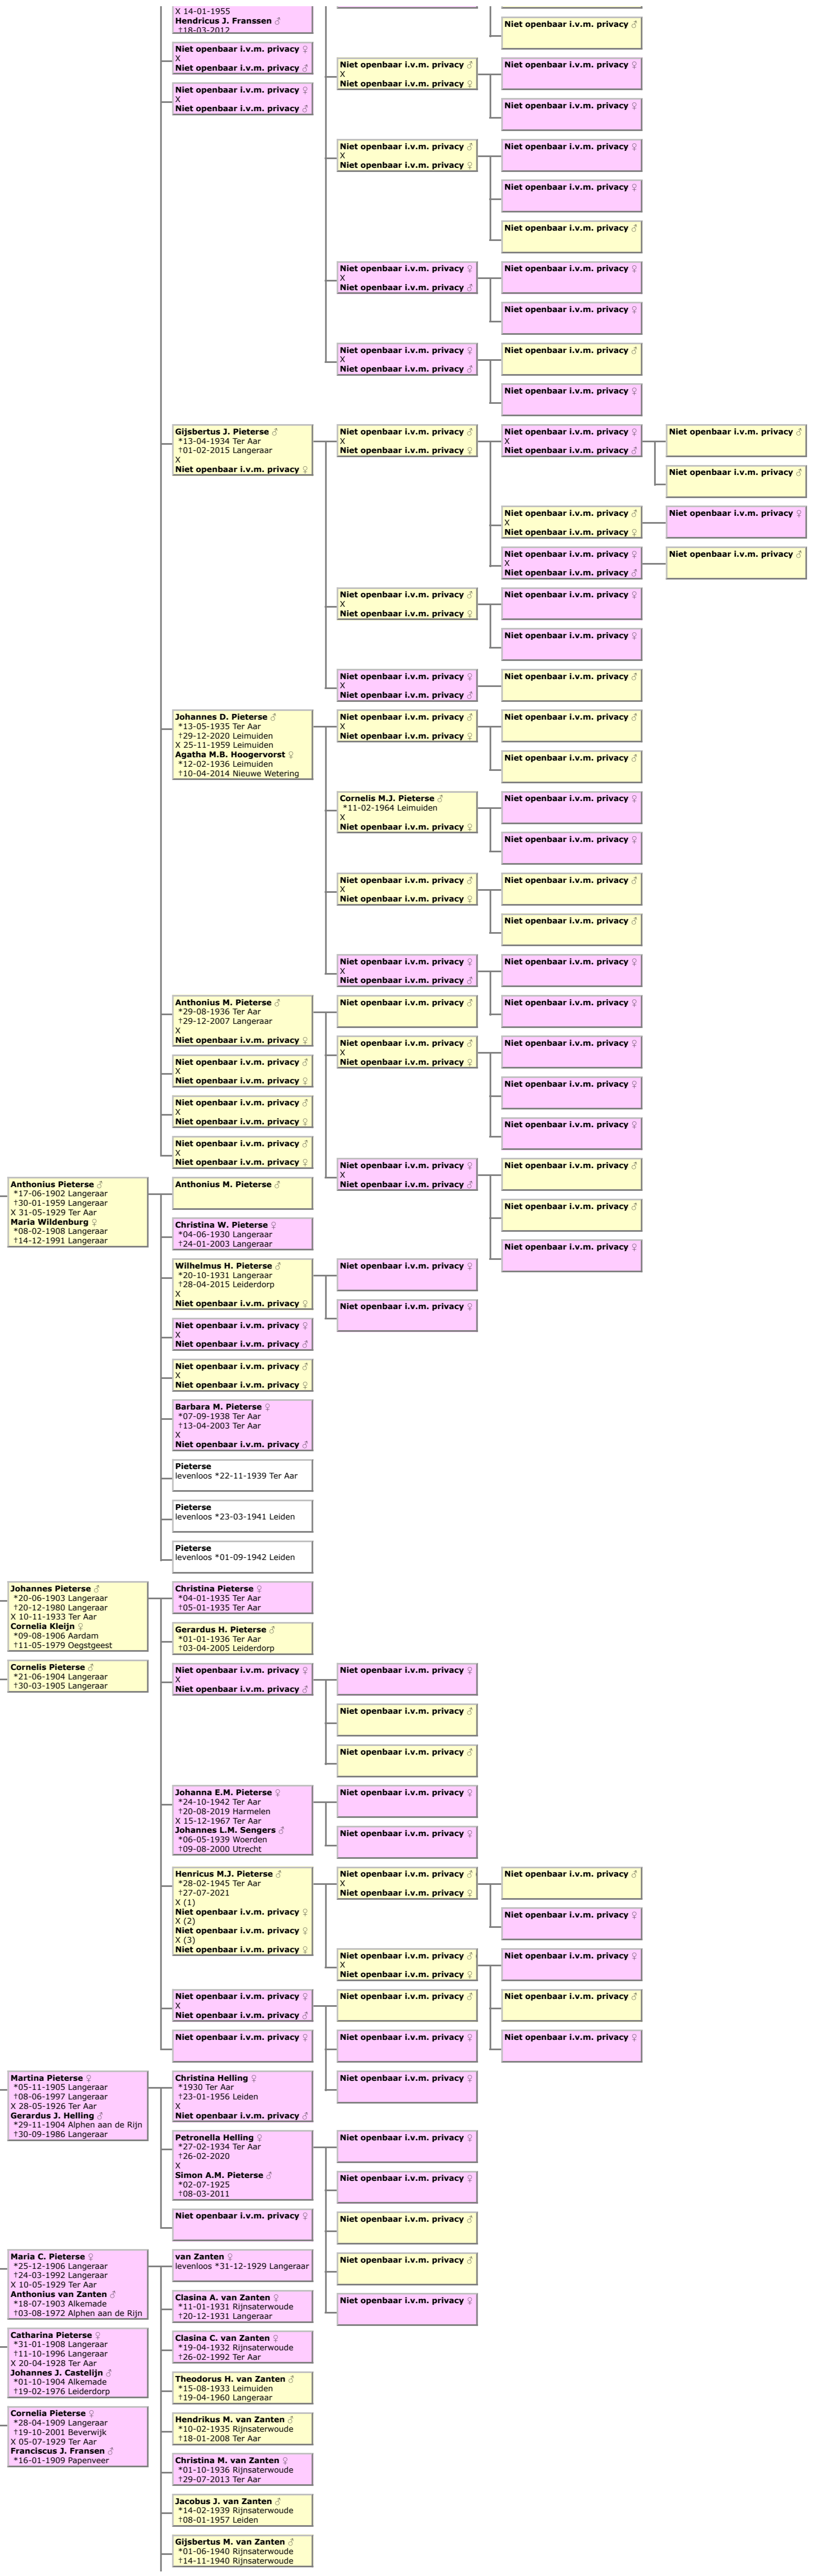 Anthonius Pieterse ♂
*17-06-1902 Langeraar
†30-01-1959 Langeraar
X 31-05-1929 Ter Aar
Maria Wildenburg ♀
*08-02-1908 Langeraar
†14-12-1991 Langeraar
Johannes Pieterse ♂
*20-06-1903 Langeraar
†20-12-1980 Langeraar
X 10-11-1933 Ter Aar
Cornelia Kleijn ♀
*09-08-1906 Aardam
†11-05-1979 Oegstgeest
Cornelis Pieterse ♂
*21-06-1904 Langeraar
†30-03-1905 Langeraar
Martina Pieterse ♀
*05-11-1905 Langeraar
†08-06-1997 Langeraar
X 28-05-1926 Ter Aar
Gerardus J. Helling ♂
*29-11-1904 Alphen aan de Rijn
†30-09-1986 Langeraar
Maria C. Pieterse ♀
*25-12-1906 Langeraar
†24-03-1992 Langeraar
X 10-05-1929 Ter Aar
Anthonius van Zanten ♂
*18-07-1903 Alkemade
†03-08-1972 Alphen aan de Rijn
Catharina Pieterse ♀
*31-01-1908 Langeraar
†11-10-1996 Langeraar
X 20-04-1928 Ter Aar
Johannes J. Castelijn ♂
*01-10-1904 Alkemade
†19-02-1976 Leiderdorp
Cornelia Pieterse ♀
*28-04-1909 Langeraar
†19-10-2001 Beverwijk
X 05-07-1929 Ter Aar
Franciscus J. Fransen ♂
*16-01-1909 Papenveer
X 14-01-1955
Hendricus J. Franssen ♂
†18-03-2012
Niet openbaar i.v.m. privacy ♀
X
Niet openbaar i.v.m. privacy ♂
Niet openbaar i.v.m. privacy ♀
X
Niet openbaar i.v.m. privacy ♂
Gijsbertus J. Pieterse ♂
*13-04-1934 Ter Aar
†01-02-2015 Langeraar
X
Niet openbaar i.v.m. privacy ♀
Johannes D. Pieterse ♂
*13-05-1935 Ter Aar
†29-12-2020 Leimuiden
X 25-11-1959 Leimuiden
Agatha M.B. Hoogervorst ♀
*12-02-1936 Leimuiden
†10-04-2014 Nieuwe Wetering
Anthonius M. Pieterse ♂
*29-08-1936 Ter Aar
†29-12-2007 Langeraar
X
Niet openbaar i.v.m. privacy ♀
Niet openbaar i.v.m. privacy ♂
X
Niet openbaar i.v.m. privacy ♀
Niet openbaar i.v.m. privacy ♂
X
Niet openbaar i.v.m. privacy ♀
Niet openbaar i.v.m. privacy ♂
X
Niet openbaar i.v.m. privacy ♀
Anthonius M. Pieterse ♂
Christina W. Pieterse ♀
*04-06-1930 Langeraar
†24-01-2003 Langeraar
Wilhelmus H. Pieterse ♂
*20-10-1931 Langeraar
†28-04-2015 Leiderdorp
X
Niet openbaar i.v.m. privacy ♀
Niet openbaar i.v.m. privacy ♀
X
Niet openbaar i.v.m. privacy ♂
Niet openbaar i.v.m. privacy ♂
X
Niet openbaar i.v.m. privacy ♀
Barbara M. Pieterse ♀
*07-09-1938 Ter Aar
†13-04-2003 Ter Aar
X
Niet openbaar i.v.m. privacy ♂
Pieterse
levenloos *22-11-1939 Ter Aar
Pieterse
levenloos *23-03-1941 Leiden
Pieterse
levenloos *01-09-1942 Leiden
Christina Pieterse ♀
*04-01-1935 Ter Aar
†05-01-1935 Ter Aar
Gerardus H. Pieterse ♂
*01-01-1936 Ter Aar
†03-04-2005 Leiderdorp
Niet openbaar i.v.m. privacy ♀
X
Niet openbaar i.v.m. privacy ♂
Johanna E.M. Pieterse ♀
*24-10-1942 Ter Aar
†20-08-2019 Harmelen
X 15-12-1967 Ter Aar
Johannes L.M. Sengers ♂
*06-05-1939 Woerden
†09-08-2000 Utrecht
Henricus M.J. Pieterse ♂
*28-02-1945 Ter Aar
†27-07-2021
X (1)
Niet openbaar i.v.m. privacy ♀
X (2)
Niet openbaar i.v.m. privacy ♀
X (3)
Niet openbaar i.v.m. privacy ♀
Niet openbaar i.v.m. privacy ♀
X
Niet openbaar i.v.m. privacy ♂
Niet openbaar i.v.m. privacy ♀
Christina Helling ♀
*1930 Ter Aar
†23-01-1956 Leiden
X
Niet openbaar i.v.m. privacy ♂
Petronella Helling ♀
*27-02-1934 Ter Aar
†26-02-2020
X
Simon A.M. Pieterse ♂
*02-07-1925
†08-03-2011
Niet openbaar i.v.m. privacy ♀
van Zanten ♀
levenloos *31-12-1929 Langeraar
Clasina A. van Zanten ♀
*11-01-1931 Rijnsaterwoude
†20-12-1931 Langeraar
Clasina C. van Zanten ♀
*19-04-1932 Rijnsaterwoude
†26-02-1992 Ter Aar
Theodorus H. van Zanten ♂
*15-08-1933 Leimuiden
†19-04-1960 Langeraar
Hendrikus M. van Zanten ♂
*10-02-1935 Rijnsaterwoude
†18-01-2008 Ter Aar
Christina M. van Zanten ♀
*01-10-1936 Rijnsaterwoude
†29-07-2013 Ter Aar
Jacobus J. van Zanten ♂
*14-02-1939 Rijnsaterwoude
†08-01-1957 Leiden
Gijsbertus M. van Zanten ♂
*01-06-1940 Rijnsaterwoude
†14-11-1940 Rijnsaterwoude
Niet openbaar i.v.m. privacy ♂
X
Niet openbaar i.v.m. privacy ♀
Niet openbaar i.v.m. privacy ♂
X
Niet openbaar i.v.m. privacy ♀
Niet openbaar i.v.m. privacy ♀
X
Niet openbaar i.v.m. privacy ♂
Niet openbaar i.v.m. privacy ♀
X
Niet openbaar i.v.m. privacy ♂
Niet openbaar i.v.m. privacy ♂
X
Niet openbaar i.v.m. privacy ♀
Niet openbaar i.v.m. privacy ♂
X
Niet openbaar i.v.m. privacy ♀
Niet openbaar i.v.m. privacy ♀
X
Niet openbaar i.v.m. privacy ♂
Niet openbaar i.v.m. privacy ♂
X
Niet openbaar i.v.m. privacy ♀
Cornelis M.J. Pieterse ♂
*11-02-1964 Leimuiden
X
Niet openbaar i.v.m. privacy ♀
Niet openbaar i.v.m. privacy ♂
X
Niet openbaar i.v.m. privacy ♀
Niet openbaar i.v.m. privacy ♀
X
Niet openbaar i.v.m. privacy ♂
Niet openbaar i.v.m. privacy ♂
Niet openbaar i.v.m. privacy ♂
X
Niet openbaar i.v.m. privacy ♀
Niet openbaar i.v.m. privacy ♀
X
Niet openbaar i.v.m. privacy ♂
Niet openbaar i.v.m. privacy ♀
Niet openbaar i.v.m. privacy ♀
Niet openbaar i.v.m. privacy ♀
Niet openbaar i.v.m. privacy ♂
Niet openbaar i.v.m. privacy ♂
Niet openbaar i.v.m. privacy ♀
Niet openbaar i.v.m. privacy ♀
Niet openbaar i.v.m. privacy ♂
X
Niet openbaar i.v.m. privacy ♀
Niet openbaar i.v.m. privacy ♂
X
Niet openbaar i.v.m. privacy ♀
Niet openbaar i.v.m. privacy ♂
Niet openbaar i.v.m. privacy ♀
Niet openbaar i.v.m. privacy ♀
Niet openbaar i.v.m. privacy ♀
Niet openbaar i.v.m. privacy ♀
Niet openbaar i.v.m. privacy ♂
Niet openbaar i.v.m. privacy ♂
Niet openbaar i.v.m. privacy ♀
Niet openbaar i.v.m. privacy ♂
Niet openbaar i.v.m. privacy ♀
Niet openbaar i.v.m. privacy ♀
Niet openbaar i.v.m. privacy ♀
Niet openbaar i.v.m. privacy ♀
Niet openbaar i.v.m. privacy ♂
Niet openbaar i.v.m. privacy ♀
Niet openbaar i.v.m. privacy ♀
Niet openbaar i.v.m. privacy ♂
Niet openbaar i.v.m. privacy ♀
Niet openbaar i.v.m. privacy ♀
X
Niet openbaar i.v.m. privacy ♂
Niet openbaar i.v.m. privacy ♂
X
Niet openbaar i.v.m. privacy ♀
Niet openbaar i.v.m. privacy ♀
X
Niet openbaar i.v.m. privacy ♂
Niet openbaar i.v.m. privacy ♀
Niet openbaar i.v.m. privacy ♀
Niet openbaar i.v.m. privacy ♂
Niet openbaar i.v.m. privacy ♂
Niet openbaar i.v.m. privacy ♂
Niet openbaar i.v.m. privacy ♀
Niet openbaar i.v.m. privacy ♀
Niet openbaar i.v.m. privacy ♂
Niet openbaar i.v.m. privacy ♂
Niet openbaar i.v.m. privacy ♀
Niet openbaar i.v.m. privacy ♀
Niet openbaar i.v.m. privacy ♀
Niet openbaar i.v.m. privacy ♀
Niet openbaar i.v.m. privacy ♀
Niet openbaar i.v.m. privacy ♂
Niet openbaar i.v.m. privacy ♂
Niet openbaar i.v.m. privacy ♀
Niet openbaar i.v.m. privacy ♂
Niet openbaar i.v.m. privacy ♀
Niet openbaar i.v.m. privacy ♀
Niet openbaar i.v.m. privacy ♂
Niet openbaar i.v.m. privacy ♀
Niet openbaar i.v.m. privacy ♂
Niet openbaar i.v.m. privacy ♂
Niet openbaar i.v.m. privacy ♀
Niet openbaar i.v.m. privacy ♂